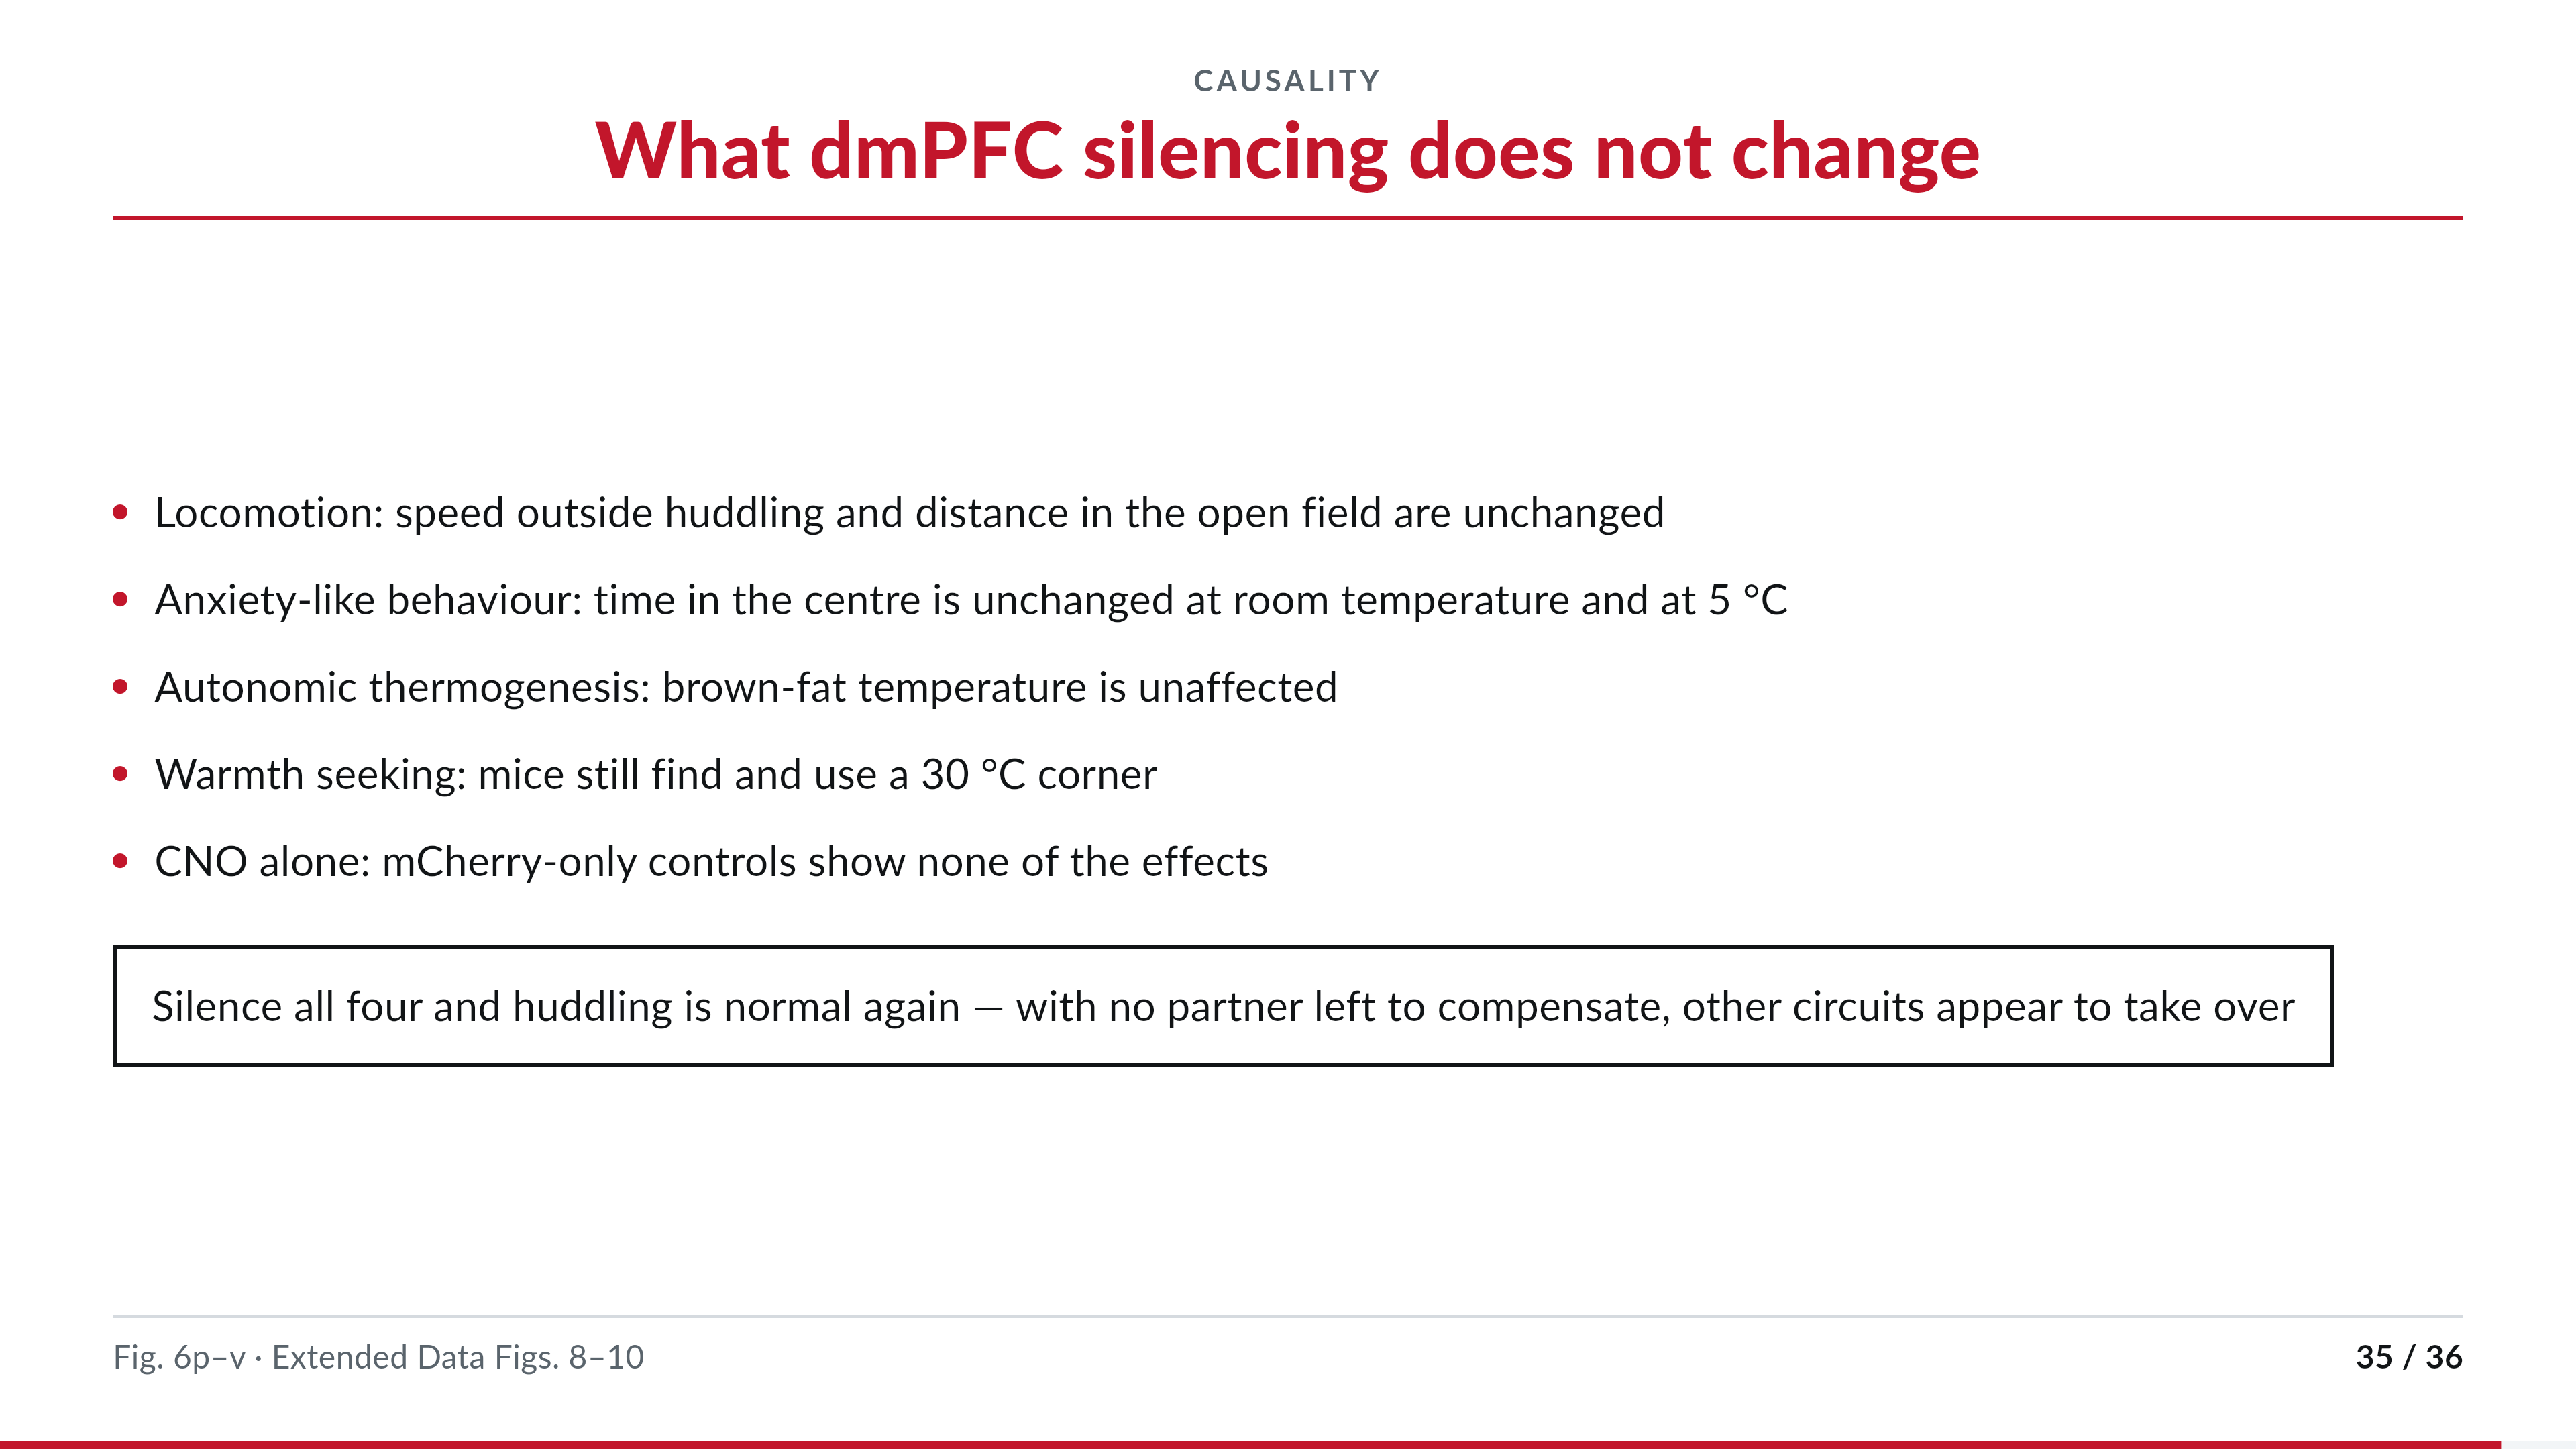 CAUSALITY
What dmPFC silencing does not change
• Locomotion: speed outside huddling and distance in the open field are unchanged
• Anxiety-like behaviour: time in the centre is unchanged at room temperature and at 5 °C
• Autonomic thermogenesis: brown-fat temperature is unaffected
• Warmth seeking: mice still find and use a 30 °C corner
• CNO alone: mCherry-only controls show none of the effects
Silence all four and huddling is normal again — with no partner left to compensate, other circuits appear to take over
Fig. 6p–v · Extended Data Figs. 8–10
35 / 36